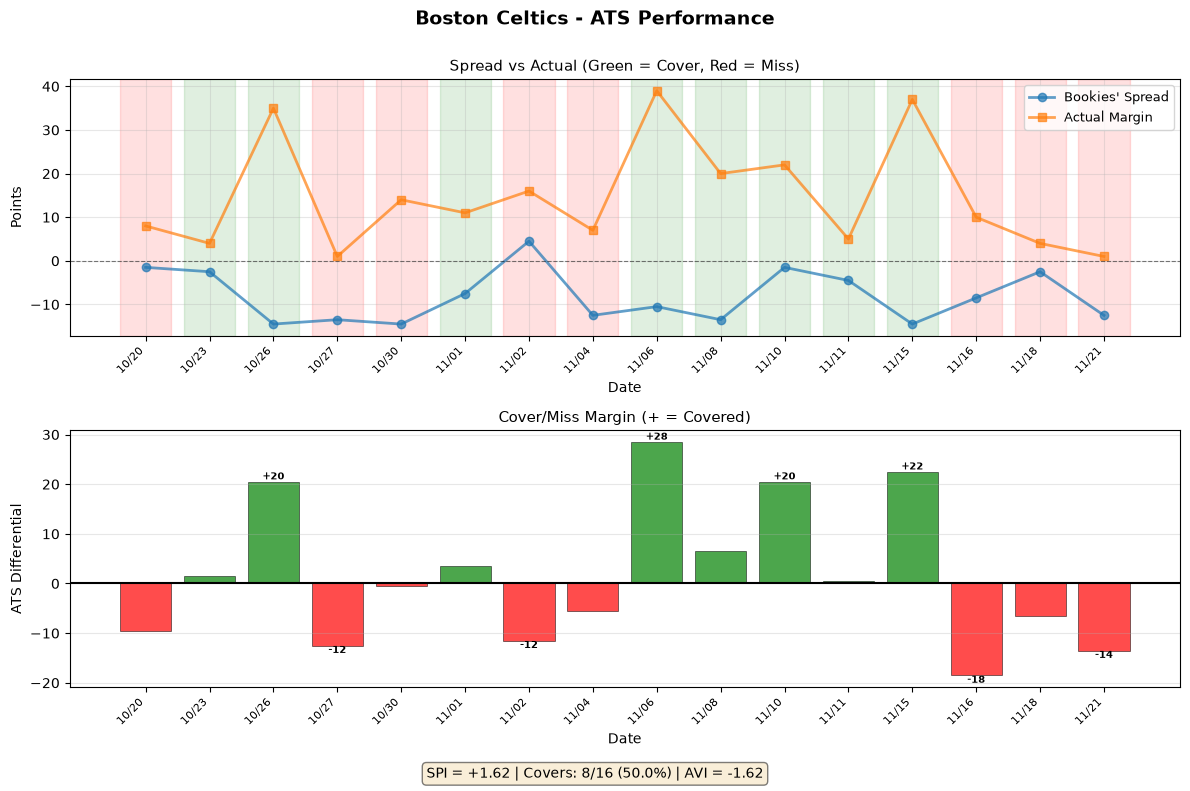 Boston Celtics - ATS Performance
Spread vs Actual (Green = Cover, Red = Miss)
Bookies' Spread
Actual Margin
Points
40
30
20
10
0
−10
10/20 10/23 10/26 10/27 10/30 11/01 11/02 11/04 11/06 11/08 11/10 11/11 11/15 11/16 11/18 11/21
Date
Cover/Miss Margin (+ = Covered)
ATS Differential
30
20
10
0
−10
−20
+20 -12 -12 +28 +20 +22 -18 -14
10/20 10/23 10/26 10/27 10/30 11/01 11/02 11/04 11/06 11/08 11/10 11/11 11/15 11/16 11/18 11/21
Date
SPI = +1.62 | Covers: 8/16 (50.0%) | AVI = -1.62